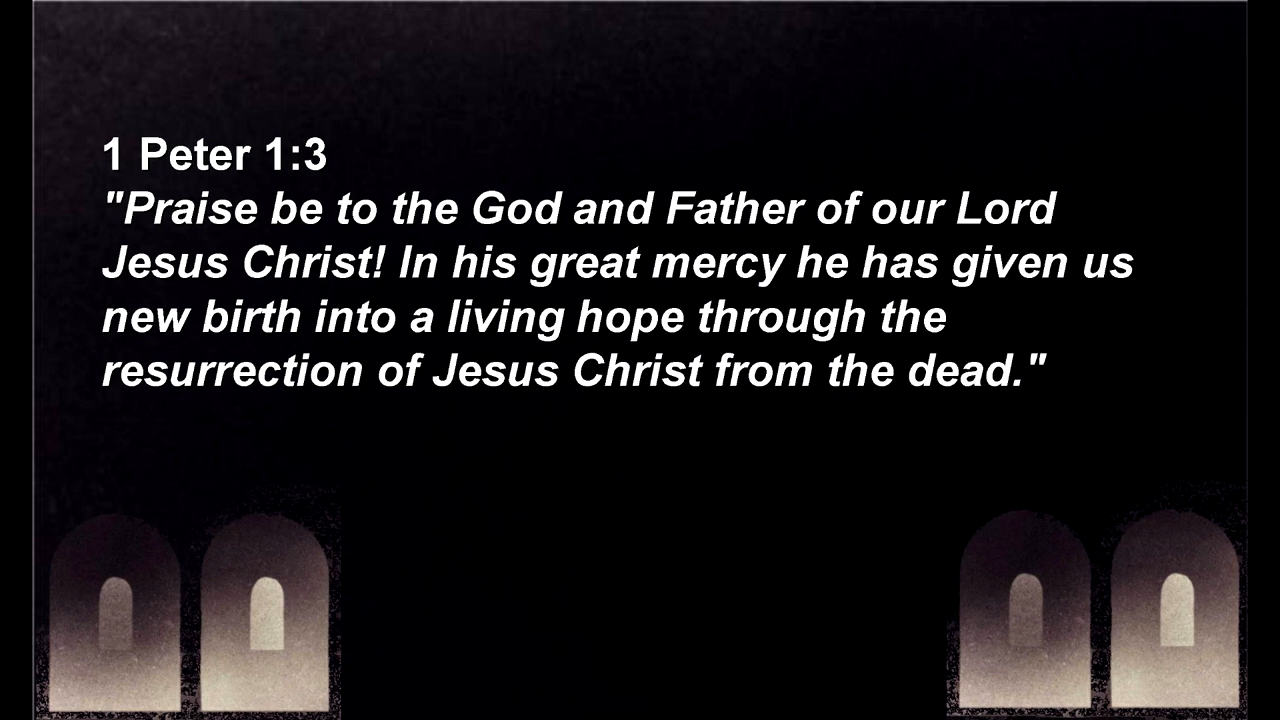 1 Peter 1:3
"Praise be to the God and Father of our Lord
Jesus Christ! In his great mercy he has given us
new birth into a living hope through the
resurrection of Jesus Christ from the dead."